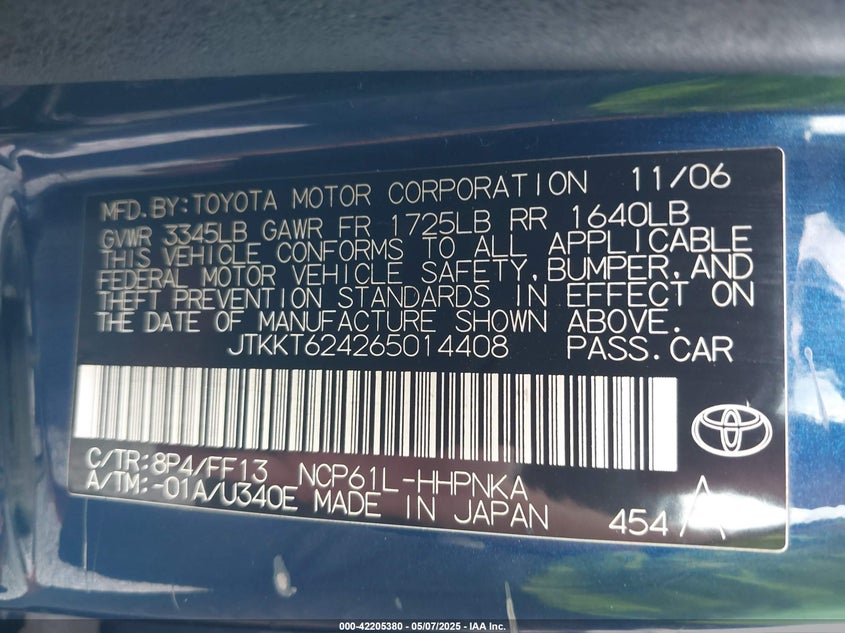 MFD. BY: TOYOTA MOTOR CORPORATION 11/06
GVWR 3345LB GAWR FR 1725LB RR 1640LB
THIS VEHICLE CONFORMS TO ALL APPLICABLE
FEDERAL MOTOR VEHICLE SAFETY, BUMPER, AND
THEFT PREVENTION STANDARDS IN EFFECT ON
THE DATE OF MANUFACTURE SHOWN ABOVE.
JTKKT624265014408 PASS. CAR
C/TR: 8P4/FF13 NCP61L-HHPNKA
A/TM: -01A/U340E MADE IN JAPAN 454 A
000-42205380 - 05/07/2025 - IAA Inc.